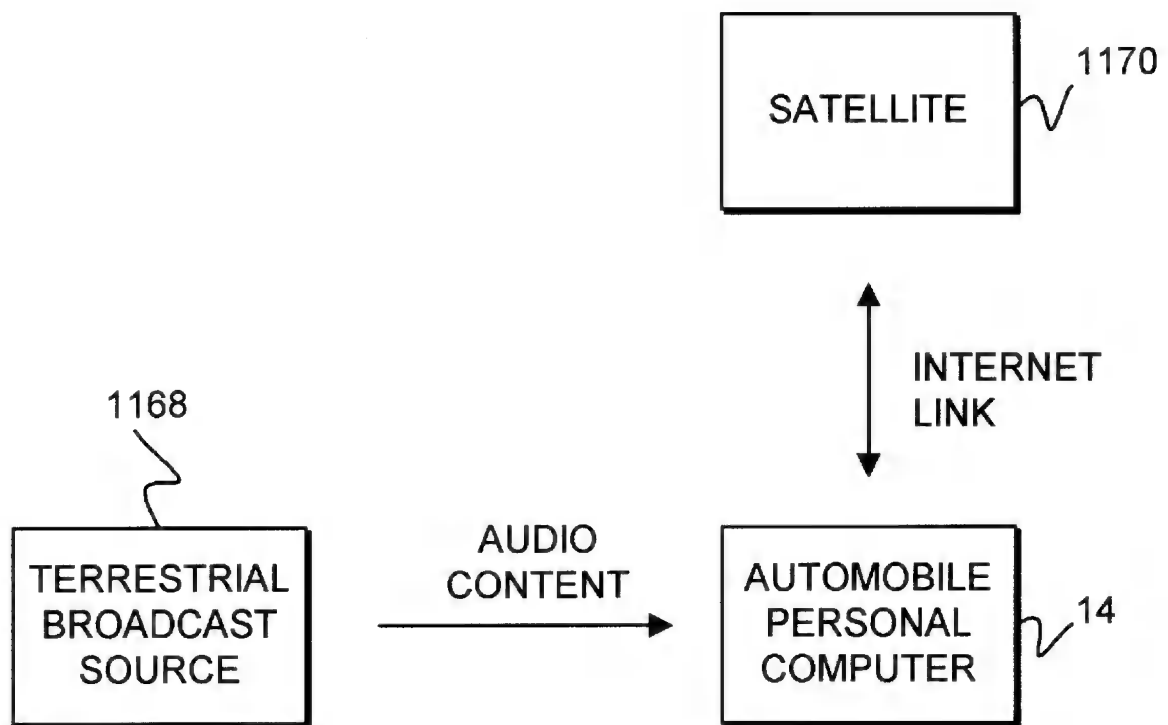 1170
SATELLITE
INTERNET
LINK
1168
TERRESTRIAL
BROADCAST
SOURCE
AUDIO
CONTENT
AUTOMOBILE
PERSONAL
COMPUTER
14